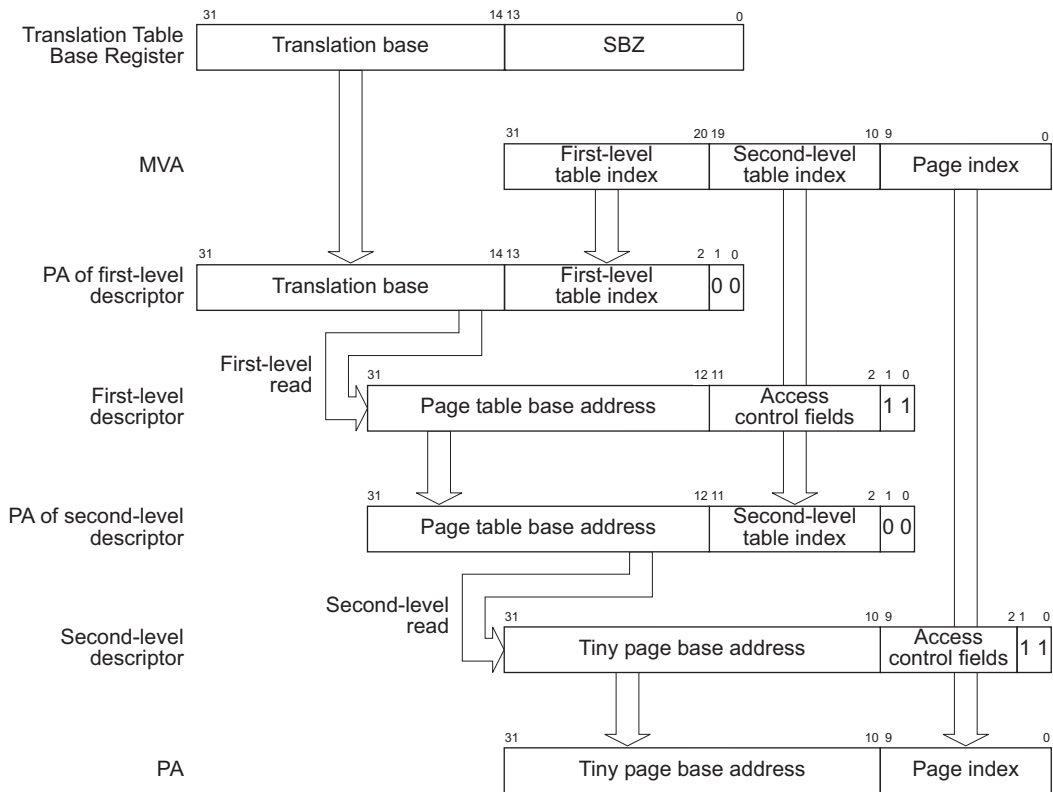 31 14 13 0
Translation Table
Base Register
Translation base SBZ
31 20 19 10 9 0
MVA
First-level
table index
Second-level
table index
Page index
31 14 13 2 1 0
PA of first-level
descriptor
Translation base
First-level
table index
0 0
First-level
read
31 12 11 2 1 0
First-level
descriptor
Page table base address
Access
control fields
1 1
31 12 11 2 1 0
PA of second-level
descriptor
Page table base address
Second-level
table index
0 0
Second-level
read
31 10 9 2 1 0
Second-level
descriptor
Tiny page base address
Access
control fields
1 1
31 10 9 0
PA
Tiny page base address Page index